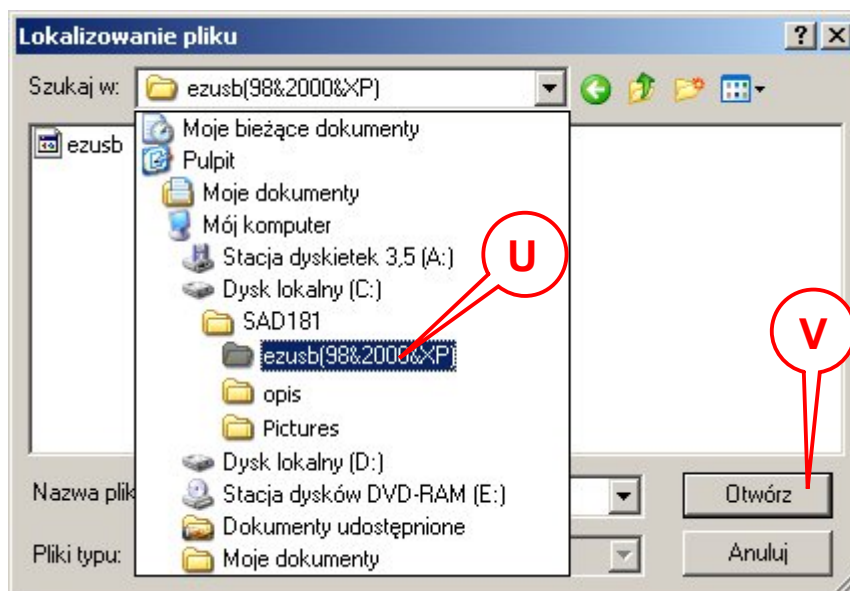 Lokalizowanie pliku
Szukaj w: ezusb(98&2000&XP)
ezusb
Moje bieżące dokumenty
Pulpit
Moje dokumenty
Mój komputer
Stacja dyskietek 3,5 (A:)
U
Dysk lokalny (C:)
SAD181
ezusb(98&2000&XP)
V
opis
Pictures
Dysk lokalny (D:)
Nazwa plik
Stacja dysków DVD-RAM (E:)
Otwórz
Dokumenty udostępnione
Pliki typu:
Moje dokumenty
Anuluj